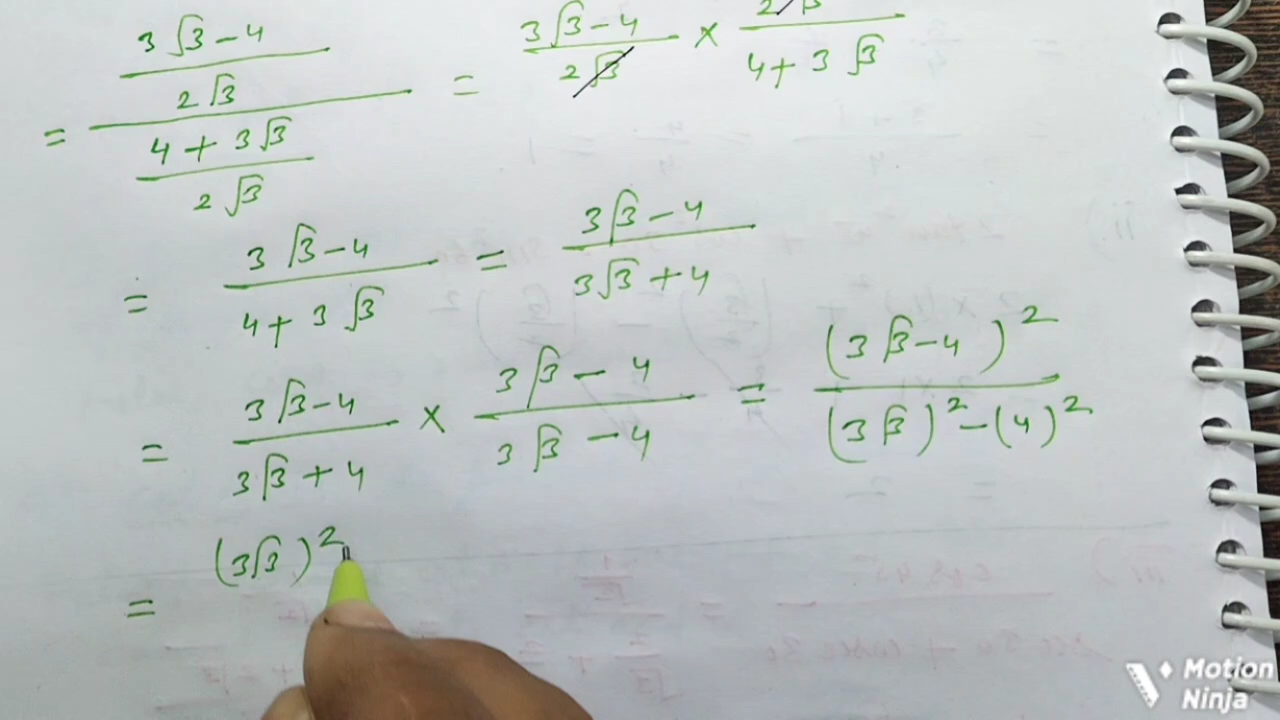 = (3√3-4)/(2√3) / (4+3√3)/(2√3) = (3√3-4)/(2√3) × (2√3)/(4+3√3)
= (3√3-4)/(4+3√3) = (3√3-4)/(3√3+4)
= (3√3-4)/(3√3+4) × (3√3-4)/(3√3-4) = (3√3-4)²/((3√3)²-(4)²)
= (3√3)²
Motion
Ninja